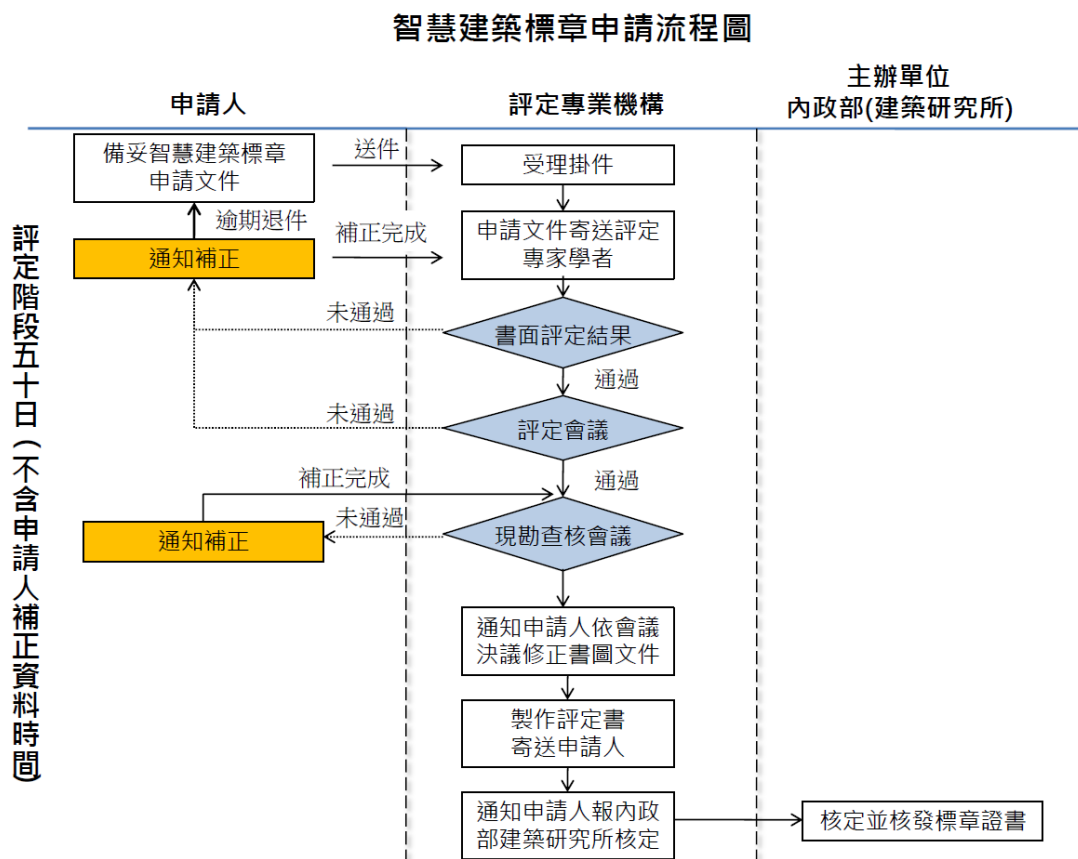 智慧建築標章申請流程圖
申請人
評定專業機構
主辦單位
內政部(建築研究所)
備妥智慧建築標章
申請文件
送件
受理掛件
逾期退件
補正完成
申請文件寄送評定
專家學者
通知補正
未通過
書面評定結果
通過
未通過
評定會議
補正完成
通過
未通過
通知補正
現勘查核會議
通知申請人依會議
決議修正書圖文件
製作評定書
寄送申請人
通知申請人報內政
部建築研究所核定
核定並核發標章證書
評定階段五十日(不含申請人補正資料時間)